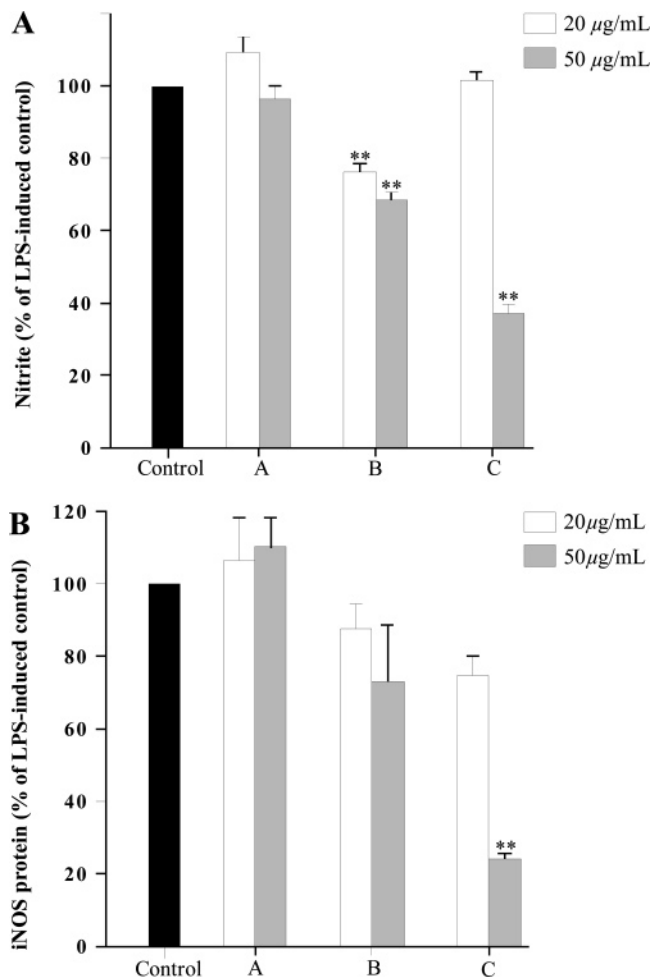 A
20 µg/mL
50 µg/mL
Nitrite (% of LPS-induced control)
100
80
60
40
20
0
**
**
**
Control A B C
B
20µg/mL
50µg/mL
iNOS protein (% of LPS-induced control)
120
100
80
60
40
20
0
**
Control A B C